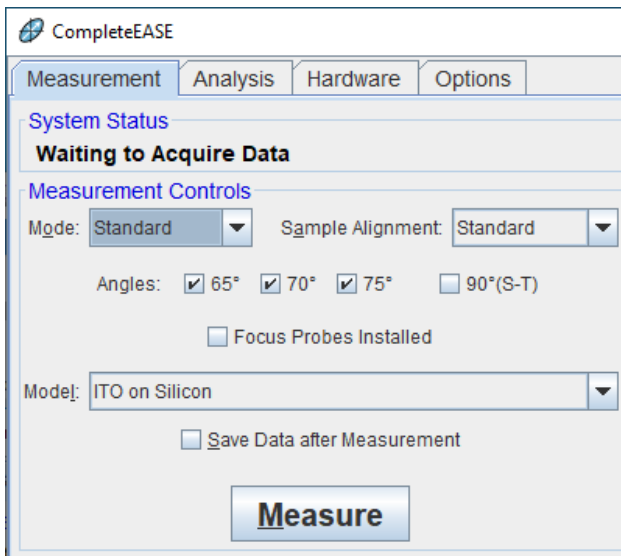 CompleteEASE
Measurement Analysis Hardware Options
System Status
Waiting to Acquire Data
Measurement Controls
Mode: Standard Sample Alignment: Standard
Angles: 65° 70° 75° 90°(S-T)
Focus Probes Installed
Model: ITO on Silicon
Save Data after Measurement
Measure